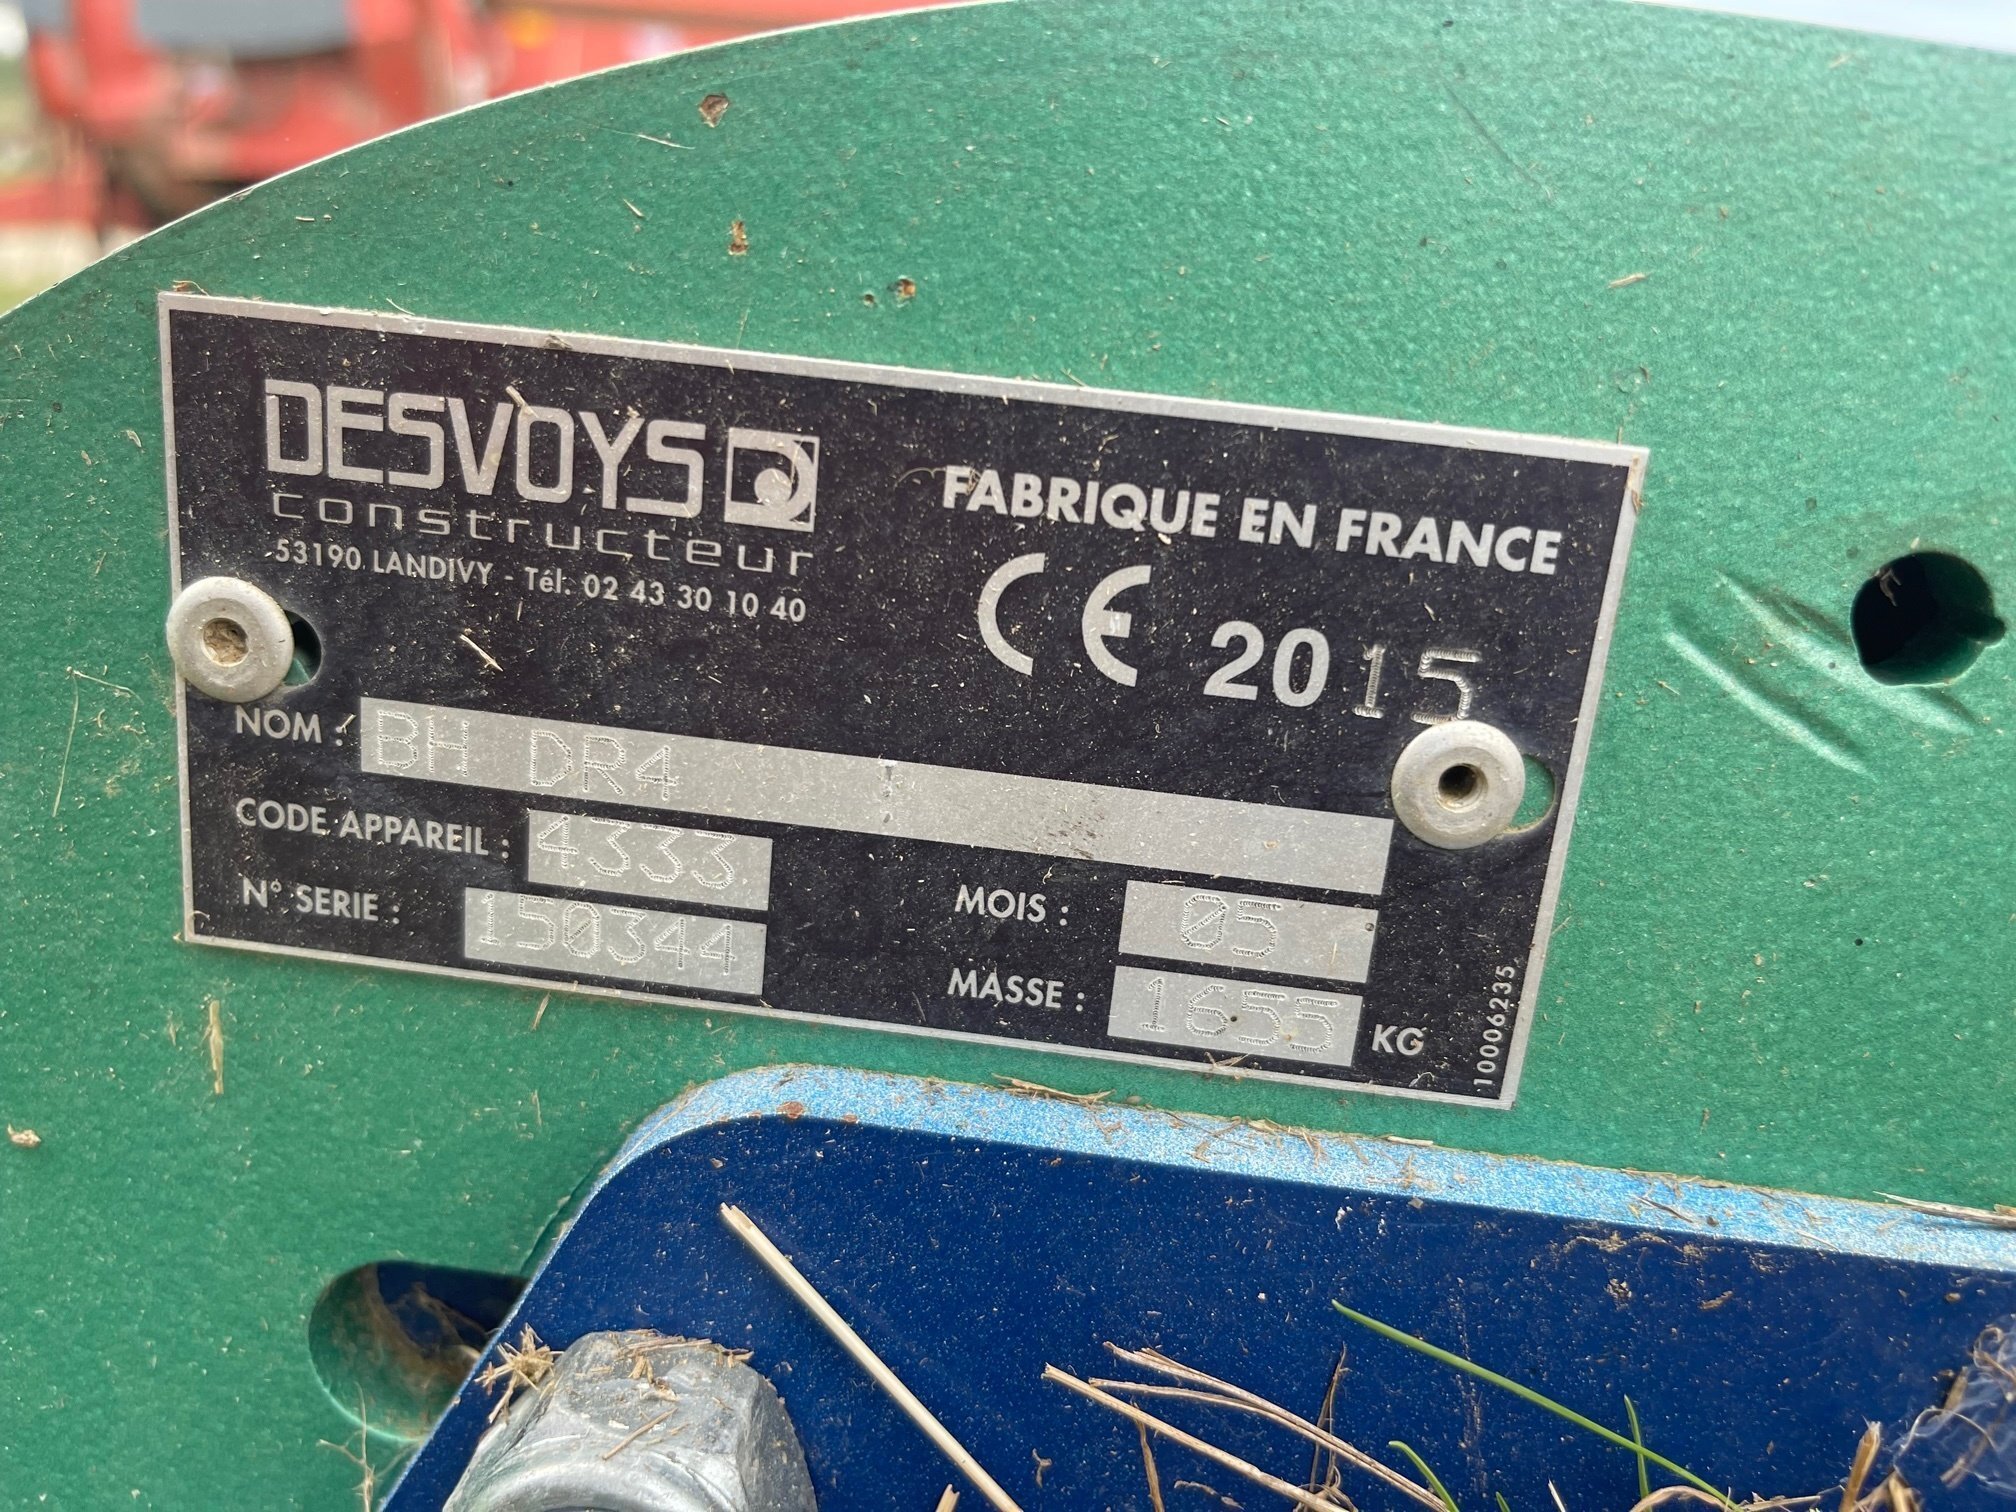 DESVOYS
constructeur
53190 LANDIVY - Tél. 02 43 30 10 40
FABRIQUE EN FRANCE
CE 2015
NOM : BH DR4
CODE APPAREIL : 4333
N° SERIE : 150344
MOIS : 05
MASSE : 1655 KG
10006235